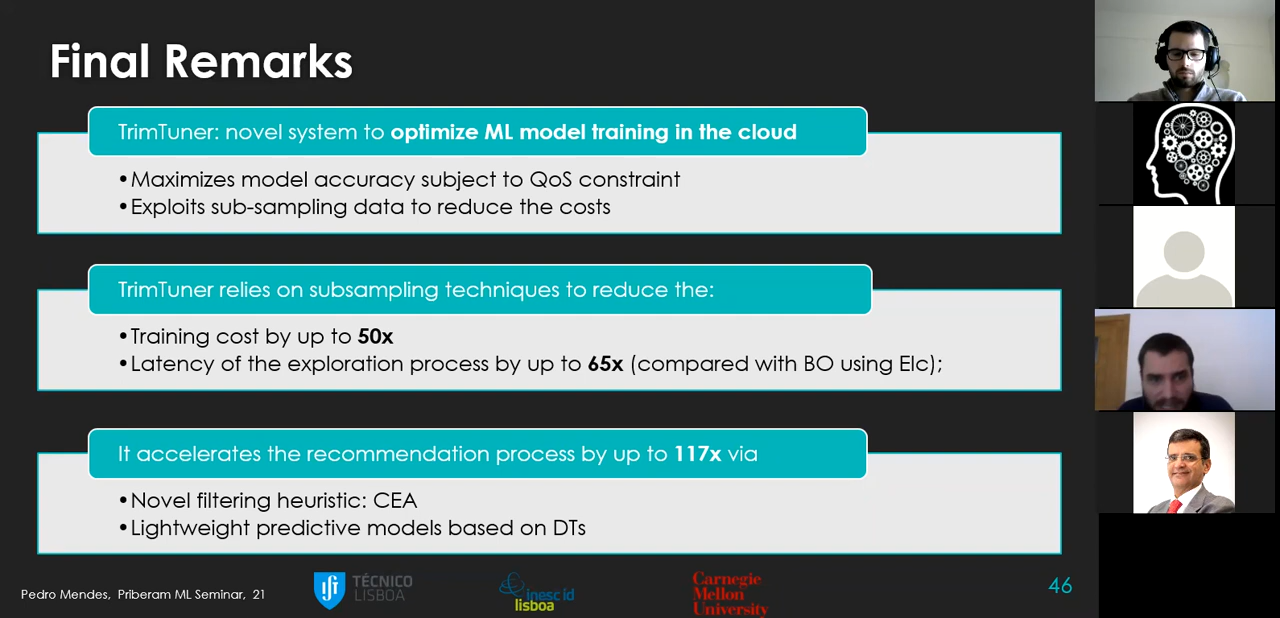 Final Remarks
TrimTuner: novel system to optimize ML model training in the cloud
•Maximizes model accuracy subject to QoS constraint
•Exploits sub-sampling data to reduce the costs
TrimTuner relies on subsampling techniques to reduce the:
•Training cost by up to 50x
•Latency of the exploration process by up to 65x (compared with BO using EIc);
It accelerates the recommendation process by up to 117x via
•Novel filtering heuristic: CEA
•Lightweight predictive models based on DTs
Pedro Mendes, Priberam ML Seminar, 21
TÉCNICO
LISBOA
inesc id
lisboa
Carnegie
Mellon
University
46